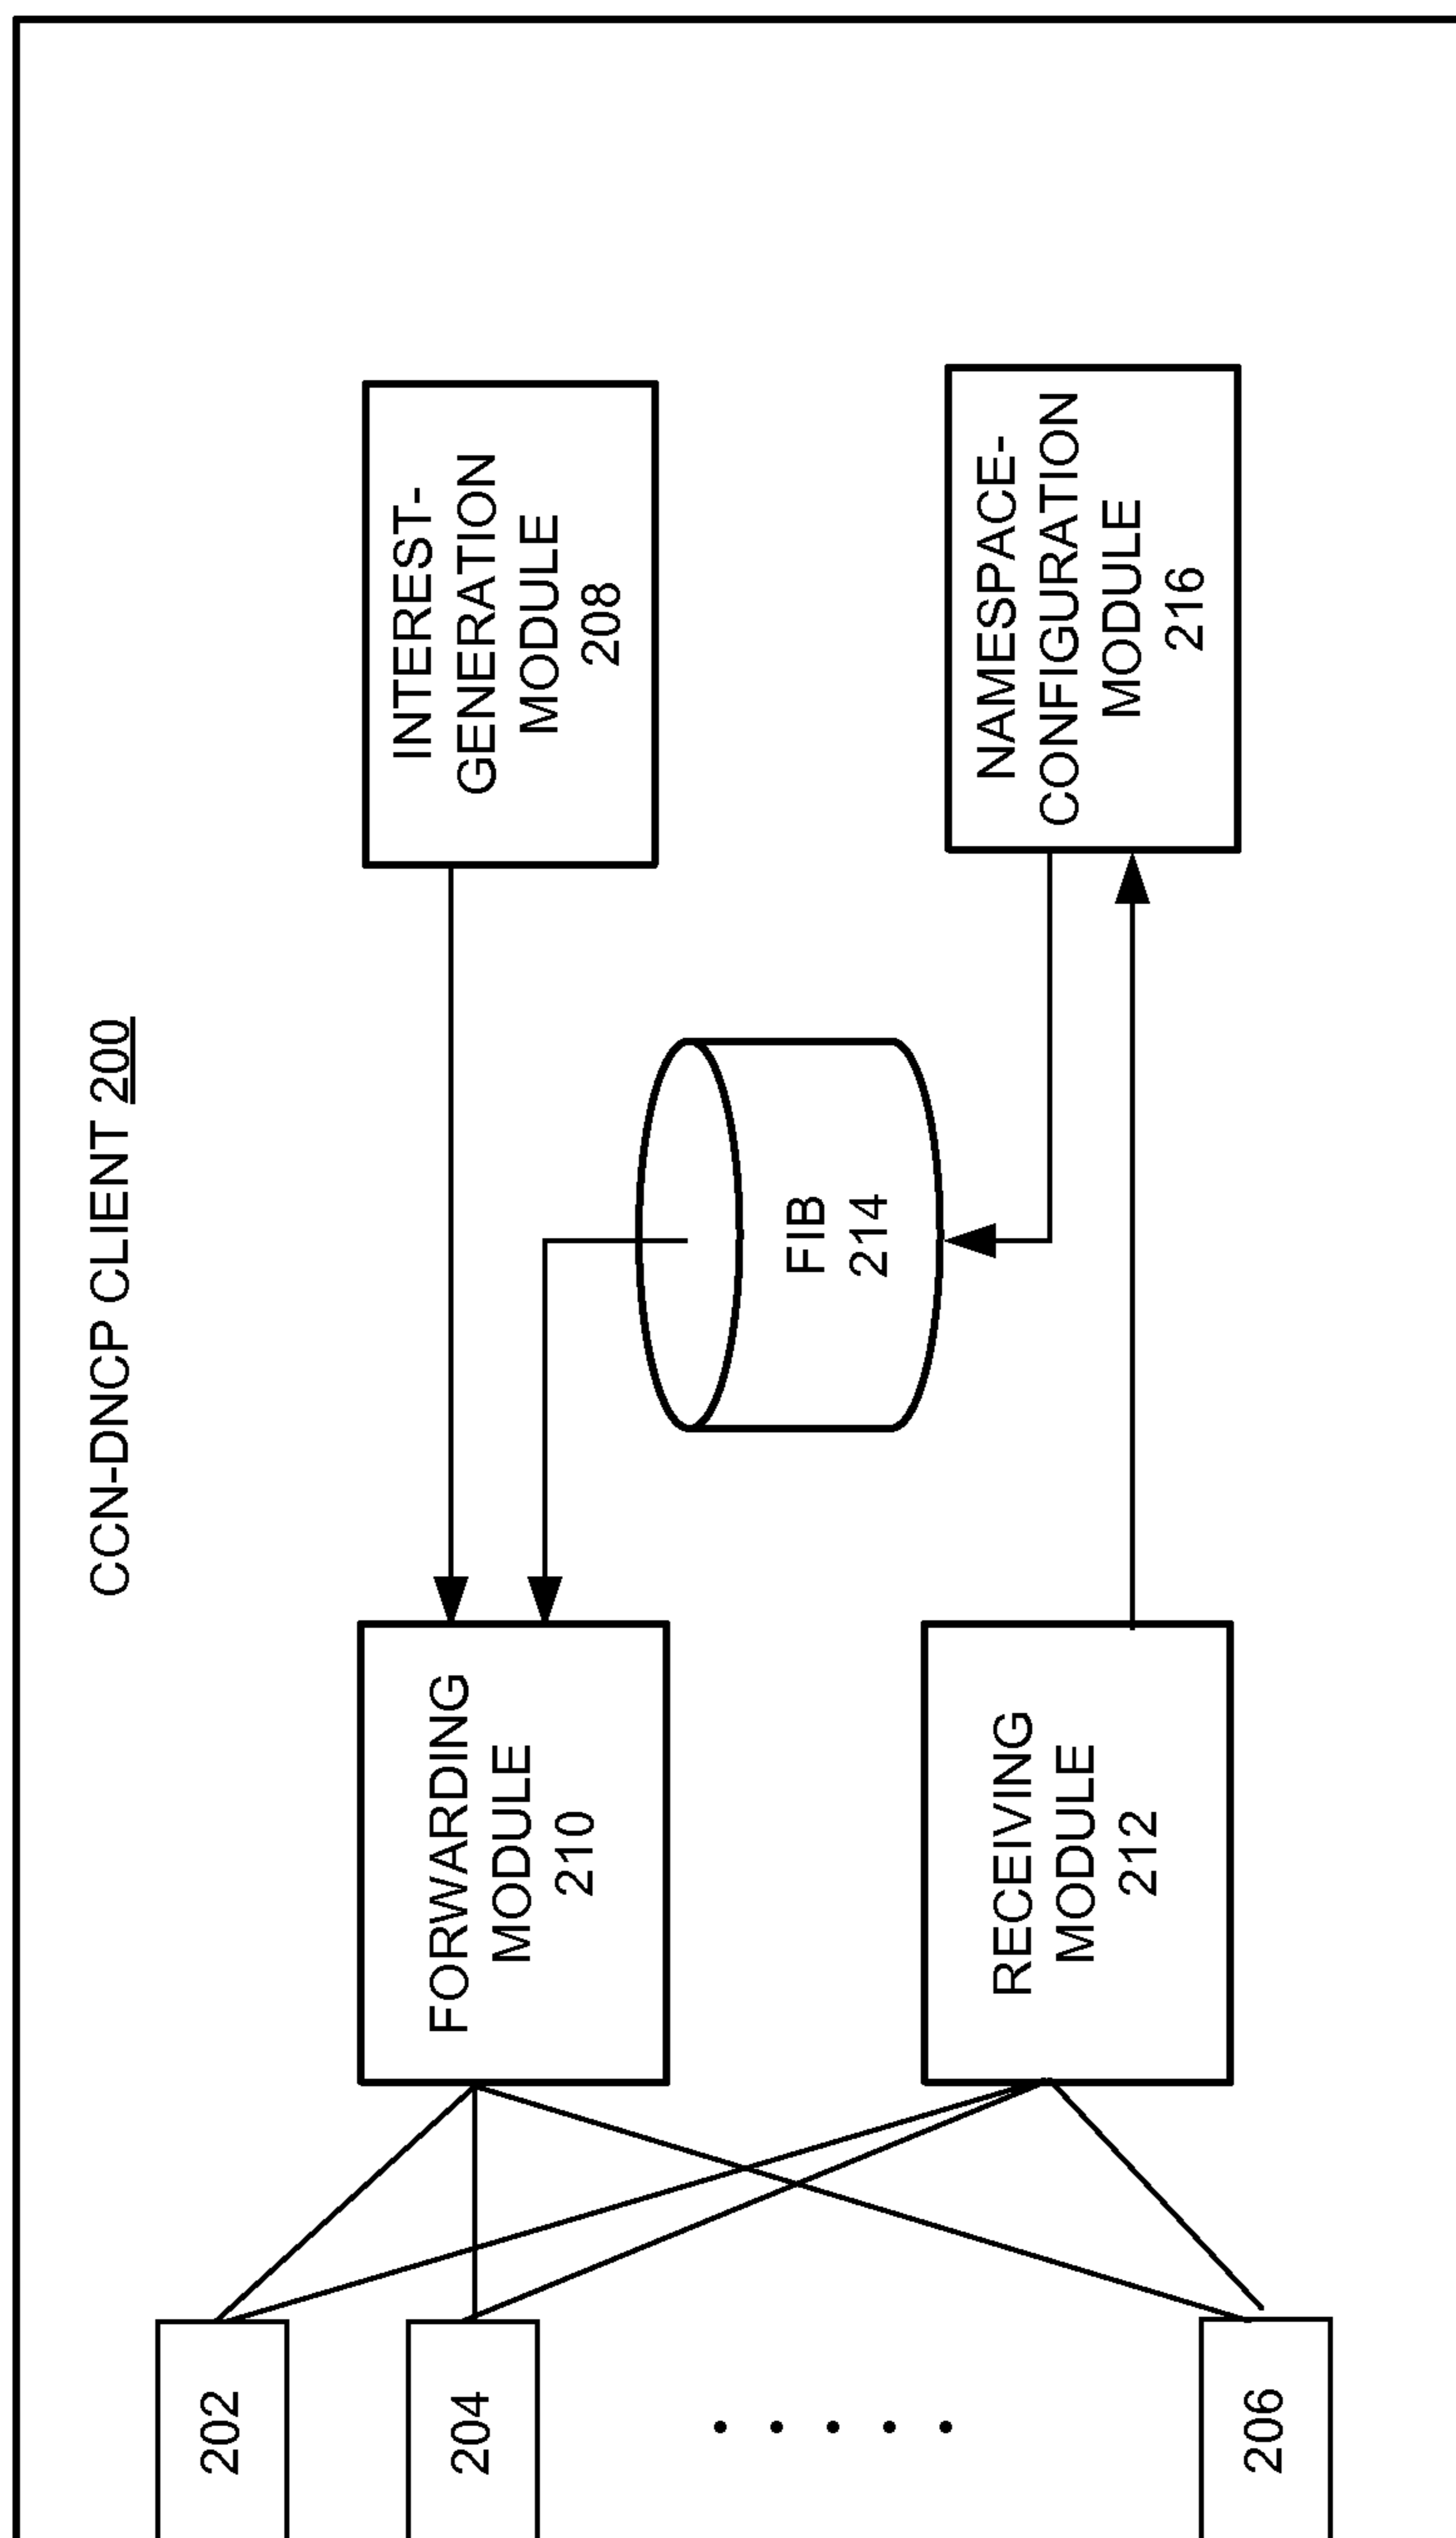 CCN-DNCP CLIENT 200
202
204
206
FORWARDING
MODULE
210
INTEREST-
GENERATION
MODULE
208
FIB
214
RECEIVING
MODULE
212
NAMESPACE-
CONFIGURATION
MODULE
216